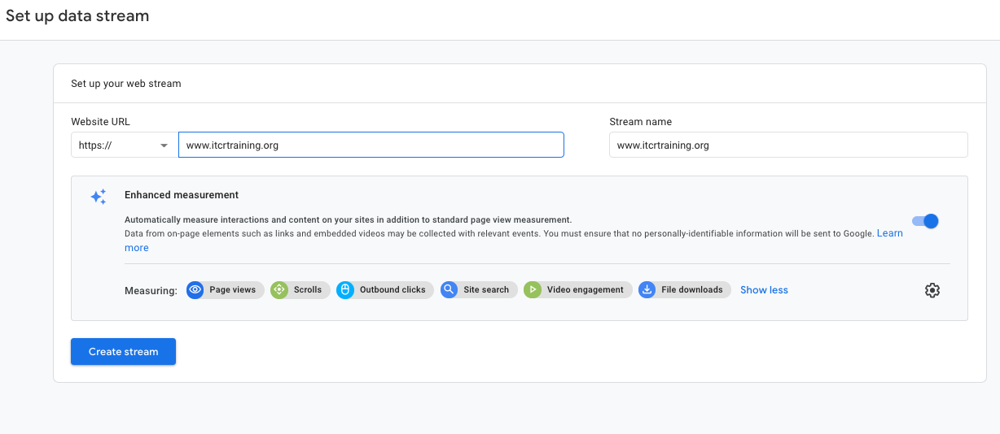 Set up data stream
Set up your web stream
Website URL
Stream name
https://
www.itcrtraining.org
www.itcrtraining.org
Enhanced measurement
Automatically measure interactions and content on your sites in addition to standard page view measurement.
Data from on-page elements such as links and embedded videos may be collected with relevant events. You must ensure that no personally-identifiable information will be sent to Google. Learn
more
Measuring: Page views Scrolls Outbound clicks Site search Video engagement File downloads Show less
Create stream